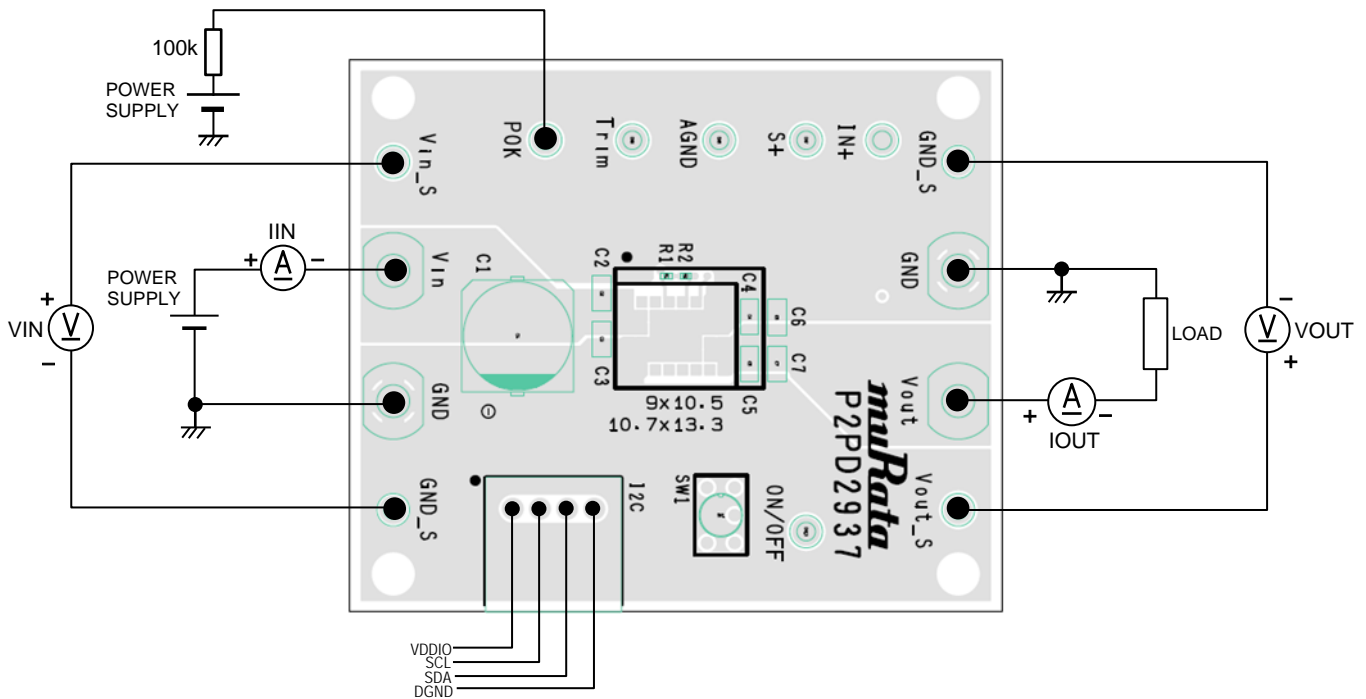 100k
POWER
SUPPLY
Vin_S
POK
Trim
AGND
S+
IN+
GND_S
IIN
+ A −
POWER
SUPPLY
Vin
C1
C2
R1
R2
C4
C6
GND
+
VIN V
−
C3
C7
C5
LOAD
−
V VOUT
+
GND
9x10.5
10.7x13.3
Vout
+ A −
IOUT
muRata
P2PD2937
GND_S
I2C
SW1
ON/OFF
Vout_S
VDDIO
SCL
SDA
DGND